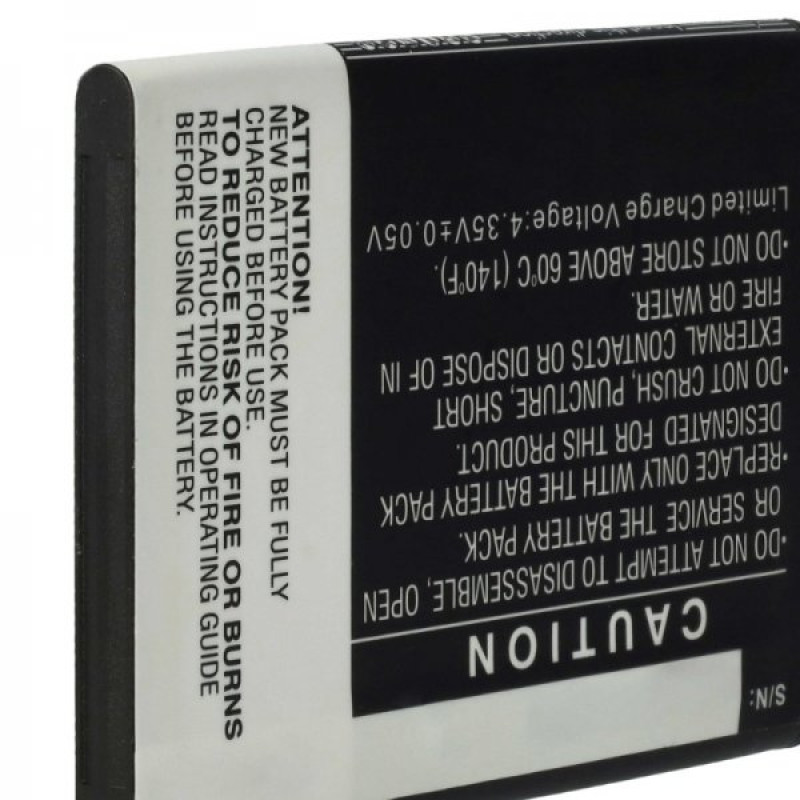 ATTENTION!
NEW BATTERY PACK MUST BE FULLY
CHARGED BEFORE USE.
TO REDUCE RISK OF FIRE OR BURNS
READ INSTRUCTIONS IN OPERATING GUIDE
BEFORE USING THE BATTERY.
S/N:
CAUTION
•DO NOT ATTEMPT TO DISASSEMBLE, OPEN
OR SERVICE THE BATTERY PACK.
•REPLACE ONLY WITH THE BATTERY PACK
DESIGNATED FOR THIS PRODUCT.
•DO NOT CRUSH, PUNCTURE, SHORT
EXTERNAL CONTACTS OR DISPOSE OF IN
FIRE OR WATER.
•DO NOT STORE ABOVE 60°C (140°F).
Limited Charge Voltage:4.35V±0.05V